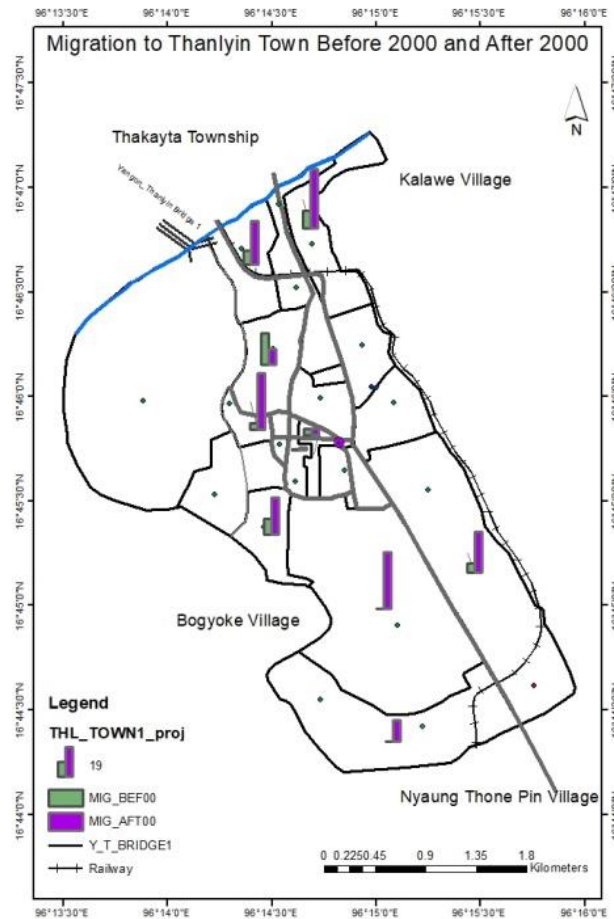 96°13'30"E 96°14'0"E 96°14'30"E 96°15'0"E 96°15'30"E 96°16'0"E
Migration to Thanlyin Town Before 2000 and After 2000
16°47'30"N
N
Thakayta Township
Yangon_Thanlyin Bridge 1
Kalawe Village
16°47'0"N
16°46'30"N
16°46'0"N
16°45'30"N
16°45'0"N
Bogyoke Village
16°44'30"N
Legend
THL_TOWN1_proj
19
MIG_BEF00
MIG_AFT00
Y_T_BRIDGE1
Railway
Nyaung Thone Pin Village
16°44'0"N
0 0.225 0.45 0.9 1.35 1.8
Kilometers
96°13'30"E 96°14'0"E 96°14'30"E 96°15'0"E 96°15'30"E 96°16'0"E